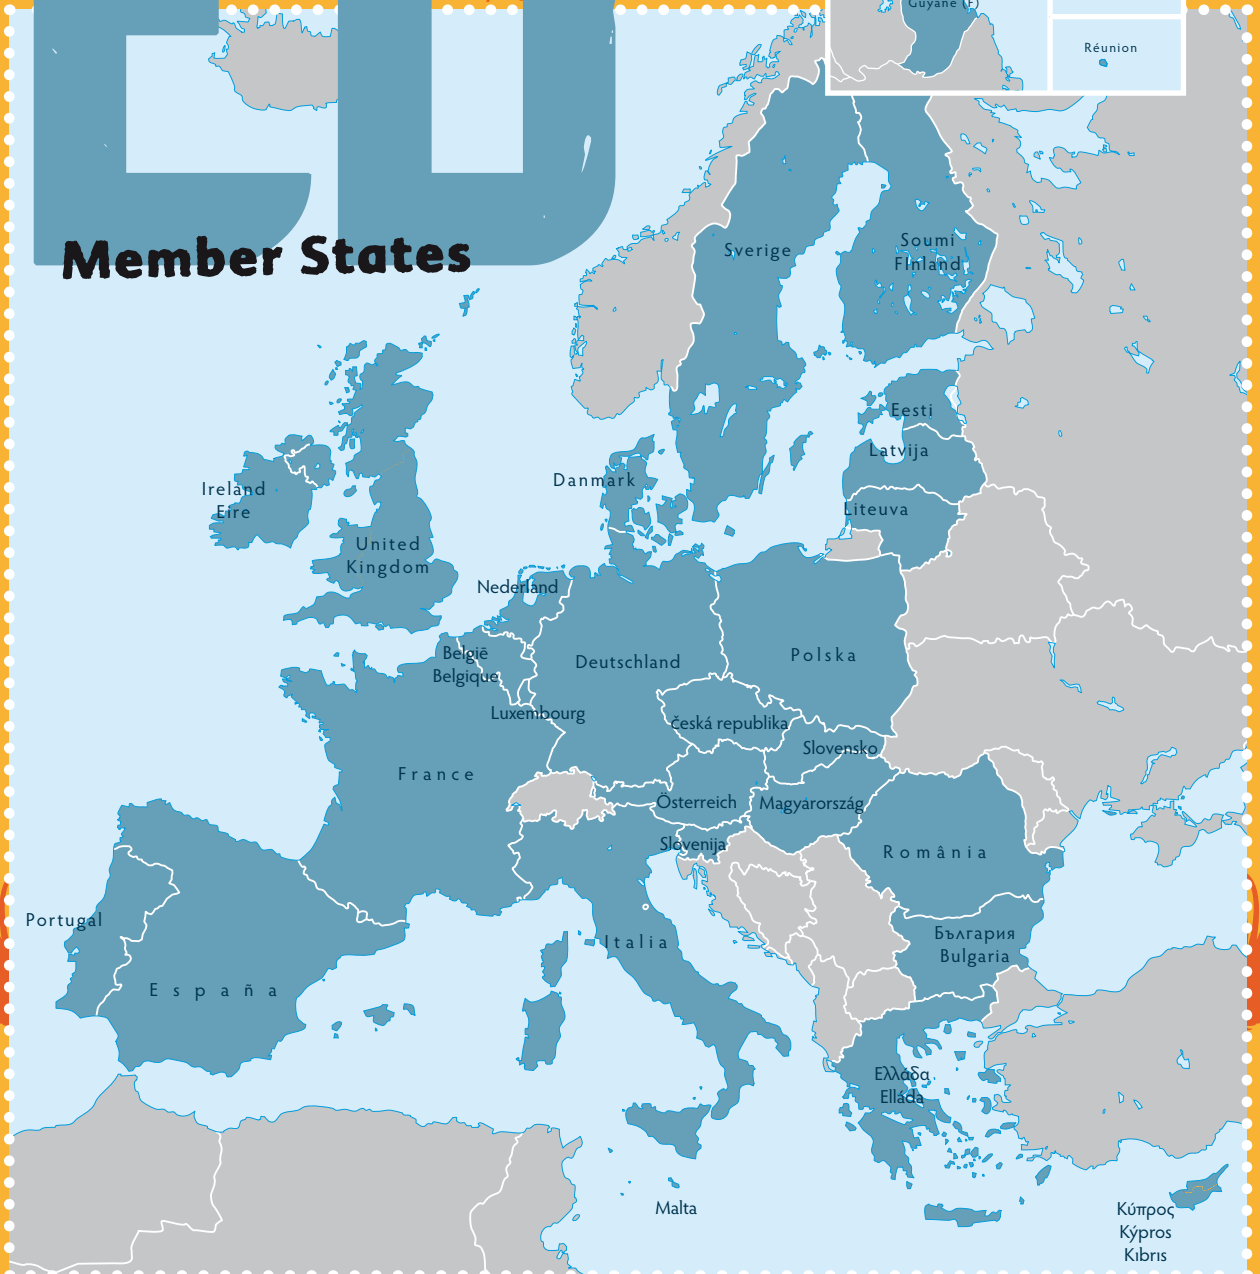 EU
Member States
Guyane (F)
Réunion
Sverige
Soumi
FInland
Eesti
Latvija
Liteuva
Danmark
Ireland
Eire
United
Kingdom
Nederland
België
Belgique
Luxembourg
Deutschland
Polska
Česká republika
Slovensko
France
Österreich
Magyarország
Slovenija
România
Portugal
España
Italia
България
Bulgaria
Ελλάδα
Elláda
Malta
Κύπρος
Kýpros
Kıbrıs